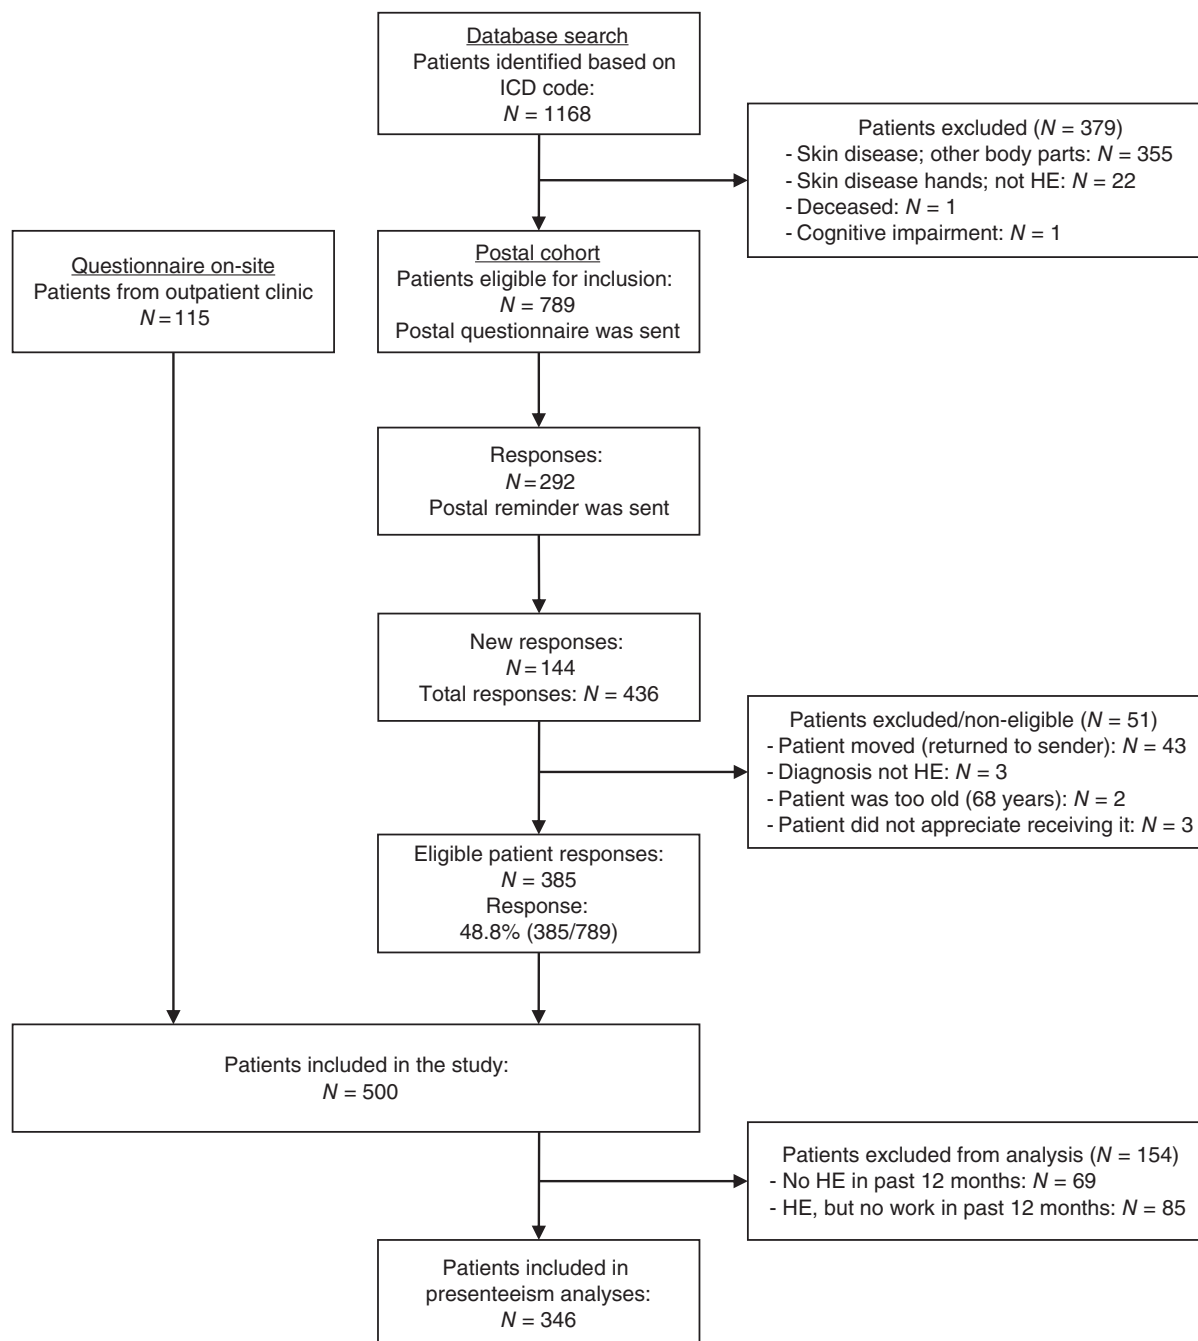 Database search
Patients identified based on
ICD code:
N = 1168
Patients excluded (N = 379)
- Skin disease; other body parts: N = 355
- Skin disease hands; not HE: N = 22
- Deceased: N = 1
- Cognitive impairment: N = 1
Questionnaire on-site
Patients from outpatient clinic
N = 115
Postal cohort
Patients eligible for inclusion:
N = 789
Postal questionnaire was sent
Responses:
N = 292
Postal reminder was sent
New responses:
N = 144
Total responses: N = 436
Patients excluded/non-eligible (N = 51)
- Patient moved (returned to sender): N = 43
- Diagnosis not HE: N = 3
- Patient was too old (68 years): N = 2
- Patient did not appreciate receiving it: N = 3
Eligible patient responses:
N = 385
Response:
48.8% (385/789)
Patients included in the study:
N = 500
Patients excluded from analysis (N = 154)
- No HE in past 12 months: N = 69
- HE, but no work in past 12 months: N = 85
Patients included in
presenteeism analyses:
N = 346